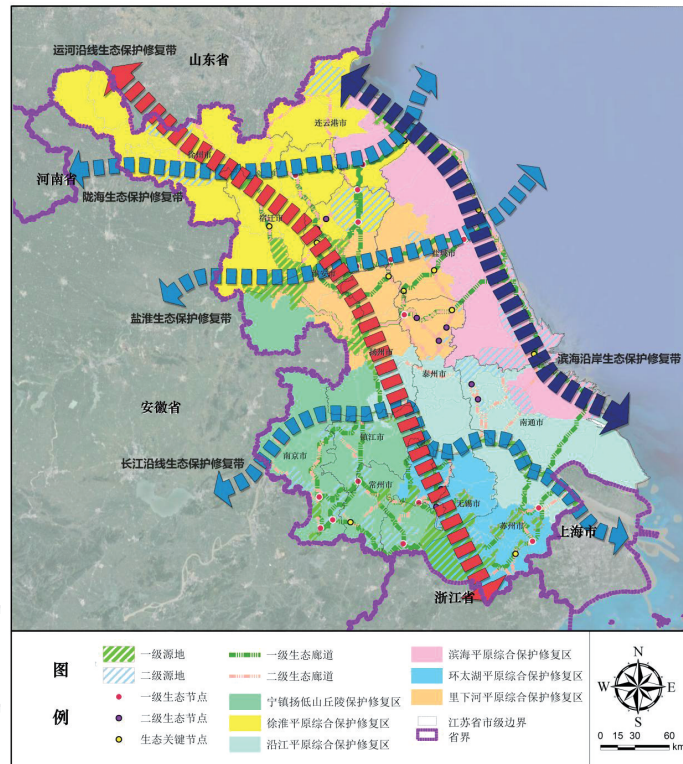 运河沿线生态保护修复带
山东省
连云港市
徐州市
河南省
陇海生态保护修复带
宿迁市
淮安市
盐城市
盐淮生态保护修复带
滨海沿岸生态保护修复带
扬州市
泰州市
安徽省
南通市
镇江市
南京市
长江沿线生态保护修复带
常州市
无锡市
苏州市
上海市
浙江省
图
例
一级源地
二级源地
一级生态节点
二级生态节点
生态关键节点
一级生态廊道
二级生态廊道
宁镇扬低山丘陵保护修复区
徐淮平原综合保护修复区
沿江平原综合保护修复区
滨海平原综合保护修复区
环太湖平原综合保护修复区
里下河平原综合保护修复区
江苏省市级边界
省界
N
W E
S
0 15 30 60
km